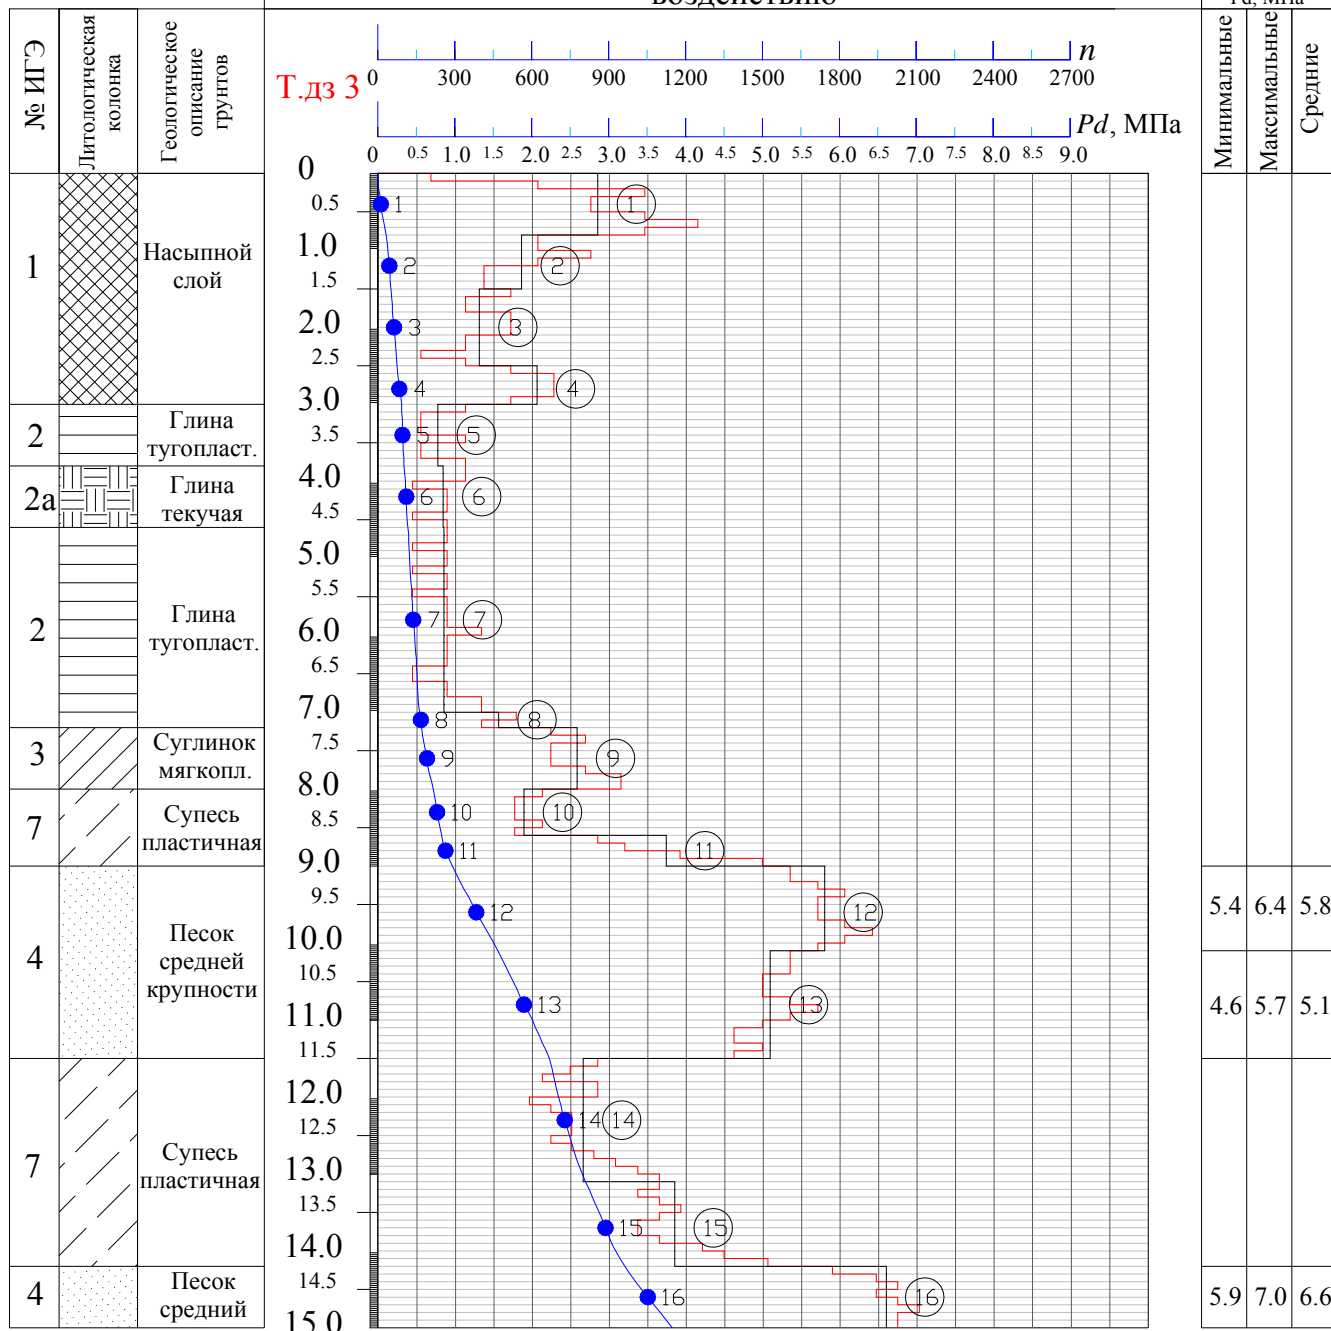 воздействию
Pd, МПа
№ ИГЭ
Литологическая
колонка
Геологическое
описание
грунтов
Т.дз 3
n
0 300 600 900 1200 1500 1800 2100 2400 2700
Pd, МПа
0 0.5 1.0 1.5 2.0 2.5 3.0 3.5 4.0 5.0 5.5 6.0 6.5 7.0 7.5 8.0 8.5 9.0
Минимальные
Максимальные
Средние
0
0.5
1.0
1.5
2.0
2.5
3.0
3.5
4.0
4.5
5.0
5.5
6.0
6.5
7.0
7.5
8.0
8.5
9.0
9.5
10.0
10.5
11.0
11.5
12.0
12.5
13.0
13.5
14.0
14.5
15.0
1
Насыпной
слой
2
Глина
тугопласт.
2а
Глина
текучая
2
Глина
тугопласт.
3
Суглинок
мягкопл.
7
Супесь
пластичная
4
Песок
средней
крупности
7
Супесь
пластичная
4
Песок
средний
1 1
2 2
3 3
4 4
5 5
6 6
7 7
8 8
9 9
10 10
11 11
12 12
13 13
14 14
15 15
16 16
5.4 6.4 5.8
4.6 5.7 5.1
5.9 7.0 6.6